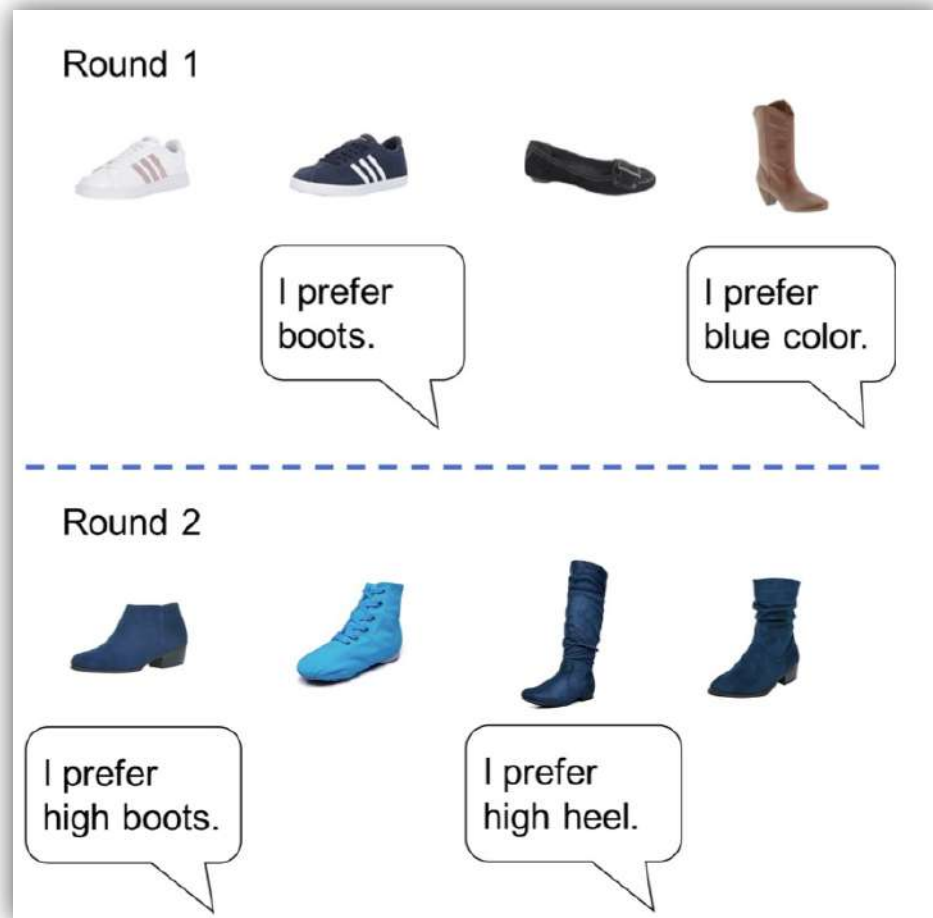 Round 1
I prefer
boots.
I prefer
blue color.
Round 2
I prefer
high boots.
I prefer
high heel.